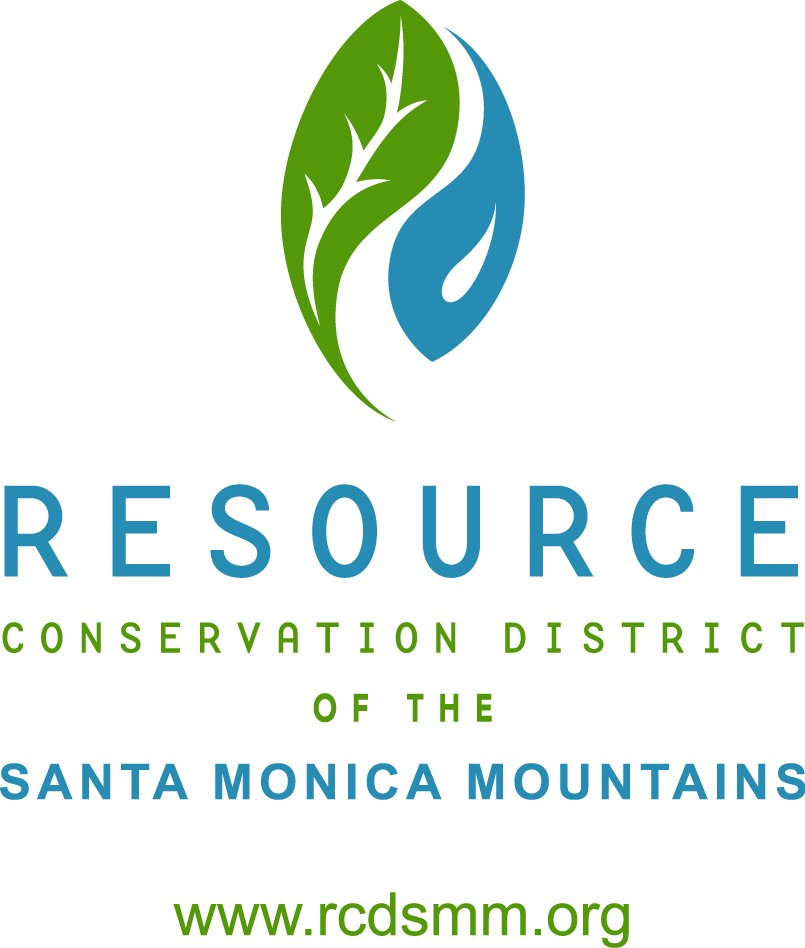 RESOURCE
CONSERVATION DISTRICT
OF THE
SANTA MONICA MOUNTAINS
www.rcdsmm.org